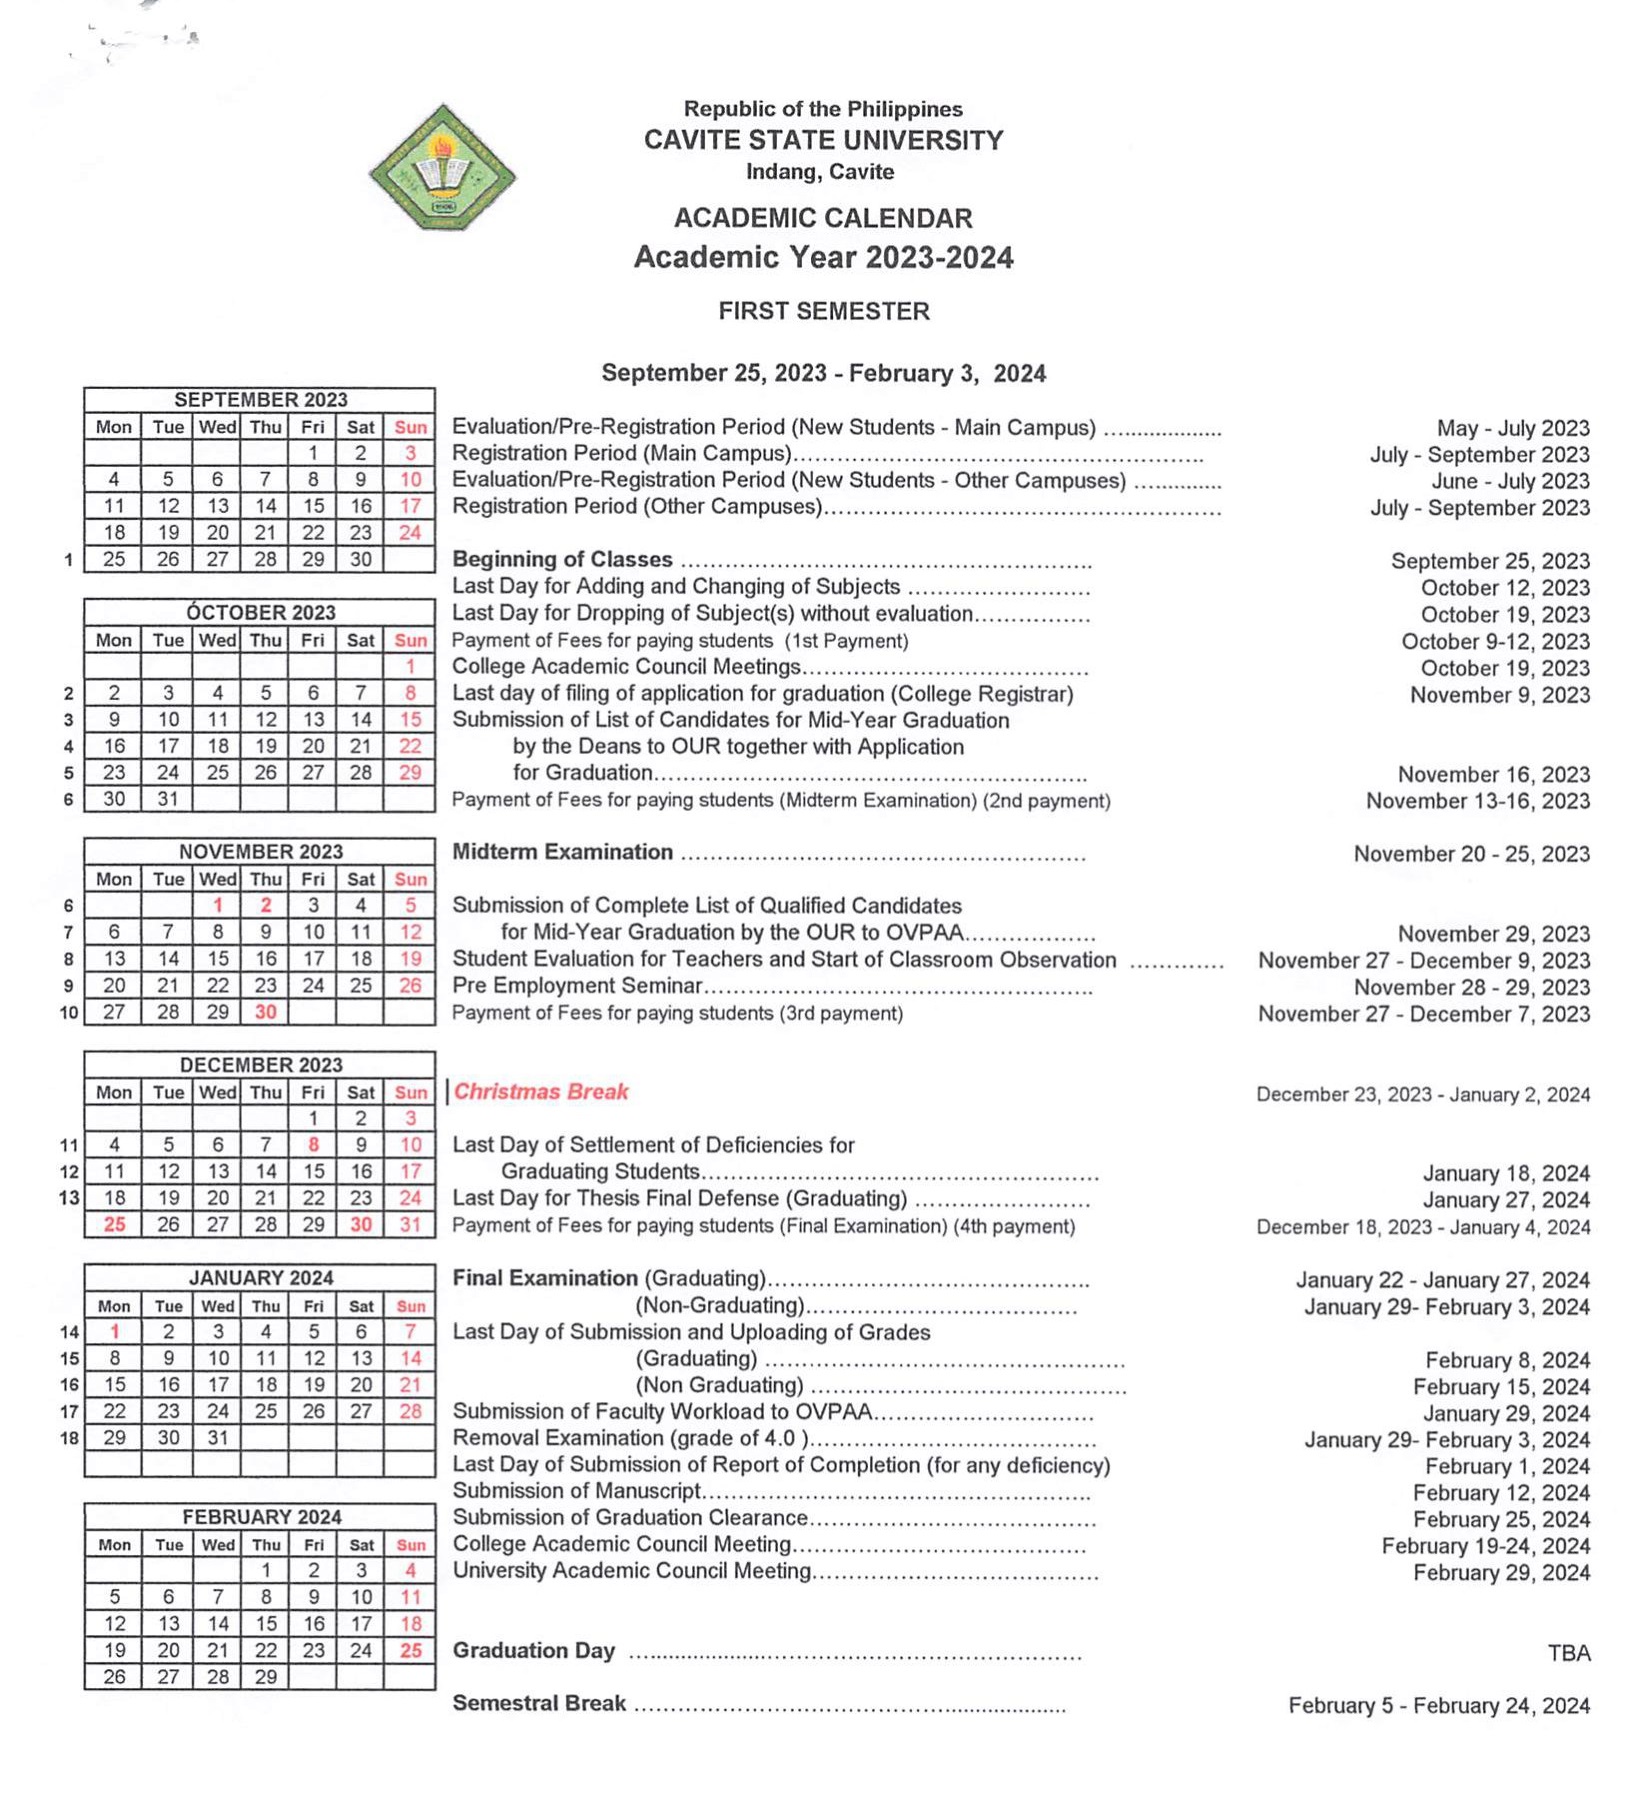 Republic of the Philippines
CAVITE STATE UNIVERSITY
Indang, Cavite
ACADEMIC CALENDAR
Academic Year 2023-2024
FIRST SEMESTER
September 25, 2023 - February 3, 2024
SEPTEMBER 2023
Mon Tue Wed Thu Fri Sat Sun
1 2 3
4 5 6 7 8 9 10
11 12 13 14 15 16 17
18 19 20 21 22 23 24
1 25 26 27 28 29 30
Evaluation/Pre-Registration Period (New Students - Main Campus) .................... May - July 2023
Registration Period (Main Campus)..................................................................... July - September 2023
Evaluation/Pre-Registration Period (New Students - Other Campuses) .............. June - July 2023
Registration Period (Other Campuses).................................................................. July - September 2023
Beginning of Classes ..................................................................... September 25, 2023
Last Day for Adding and Changing of Subjects ............................... October 12, 2023
Last Day for Dropping of Subject(s) without evaluation.................... October 19, 2023
OCTOBER 2023
Mon Tue Wed Thu Fri Sat Sun
1
2 2 3 4 5 6 7 8
3 9 10 11 12 13 14 15
4 16 17 18 19 20 21 22
5 23 24 25 26 27 28 29
6 30 31
Payment of Fees for paying students (1st Payment) October 9-12, 2023
College Academic Council Meetings................................................ October 19, 2023
Last day of filing of application for graduation (College Registrar) November 9, 2023
Submission of List of Candidates for Mid-Year Graduation
by the Deans to OUR together with Application
for Graduation......................................................................... November 16, 2023
Payment of Fees for paying students (Midterm Examination) (2nd payment) November 13-16, 2023
NOVEMBER 2023
Mon Tue Wed Thu Fri Sat Sun
6 1 2 3 4 5
7 6 7 8 9 10 11 12
8 13 14 15 16 17 18 19
9 20 21 22 23 24 25 26
10 27 28 29 30
Midterm Examination .................................................................... November 20 - 25, 2023
Submission of Complete List of Qualified Candidates
for Mid-Year Graduation by the OUR to OVPAA...................... November 29, 2023
Student Evaluation for Teachers and Start of Classroom Observation ............... November 27 - December 9, 2023
Pre Employment Seminar................................................................. November 28 - 29, 2023
Payment of Fees for paying students (3rd payment) November 27 - December 7, 2023
DECEMBER 2023
Mon Tue Wed Thu Fri Sat Sun
1 2 3
11 4 5 6 7 8 9 10
12 11 12 13 14 15 16 17
13 18 19 20 21 22 23 24
25 26 27 28 29 30 31
Christmas Break December 23, 2023 - January 2, 2024
Last Day of Settlement of Deficiencies for
Graduating Students.................................................................. January 18, 2024
Last Day for Thesis Final Defense (Graduating) ............................. January 27, 2024
Payment of Fees for paying students (Final Examination) (4th payment) December 18, 2023 - January 4, 2024
JANUARY 2024
Mon Tue Wed Thu Fri Sat Sun
14 1 2 3 4 5 6 7
15 8 9 10 11 12 13 14
16 15 16 17 18 19 20 21
17 22 23 24 25 26 27 28
18 29 30 31
Final Examination (Graduating)...................................................... January 22 - January 27, 2024
(Non-Graduating).............................................. January 29- February 3, 2024
Last Day of Submission and Uploading of Grades
(Graduating) ............................................................ February 8, 2024
(Non Graduating) ..................................................... February 15, 2024
Submission of Faculty Workload to OVPAA..................................... January 29, 2024
Removal Examination (grade of 4.0 )................................................ January 29- February 3, 2024
Last Day of Submission of Report of Completion (for any deficiency) February 1, 2024
Submission of Manuscript................................................................. February 12, 2024
Submission of Graduation Clearance................................................ February 25, 2024
College Academic Council Meeting.................................................. February 19-24, 2024
University Academic Council Meeting................................................ February 29, 2024
FEBRUARY 2024
Mon Tue Wed Thu Fri Sat Sun
1 2 3 4
5 6 7 8 9 10 11
12 13 14 15 16 17 18
19 20 21 22 23 24 25
26 27 28 29
Graduation Day ............................................................................ TBA
Semestral Break ......................................................................... February 5 - February 24, 2024